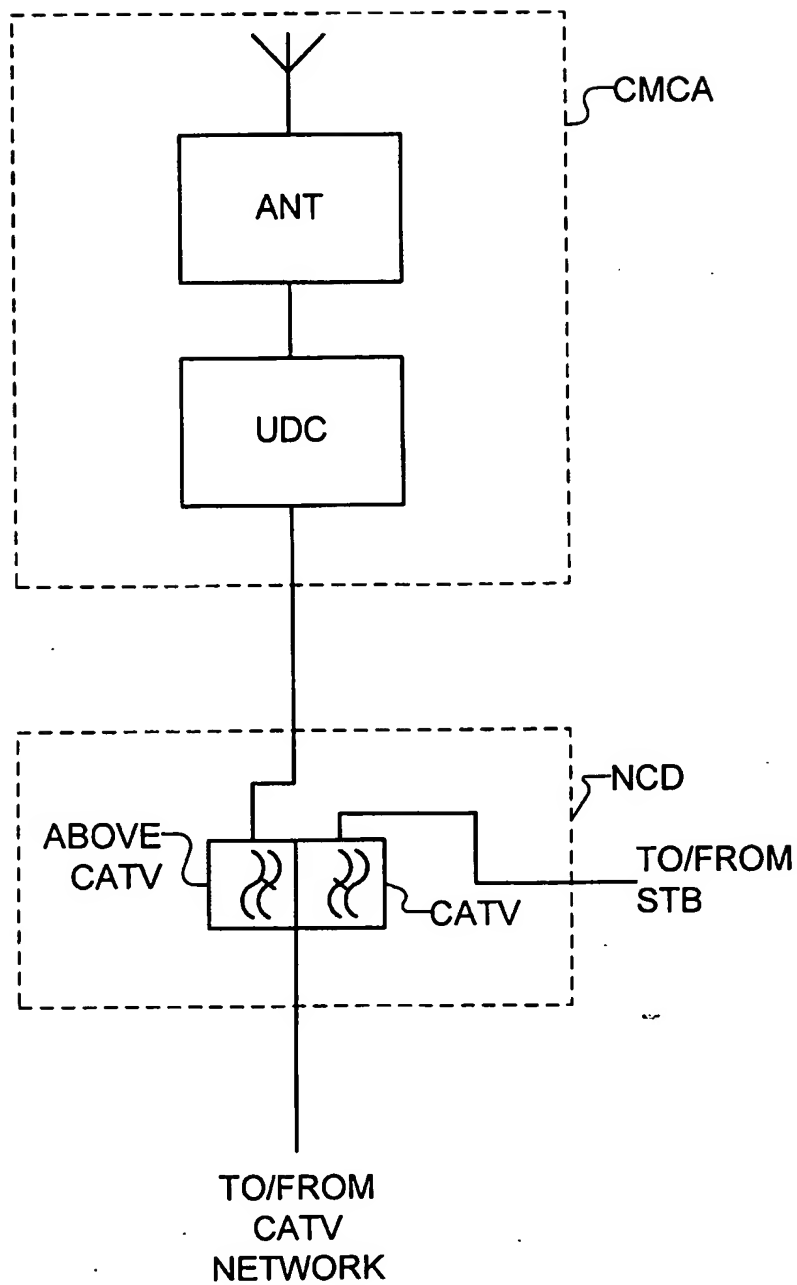 CMCA
ANT
UDC
NCD
ABOVE
CATV
CATV
TO/FROM
STB
TO/FROM
CATV
NETWORK